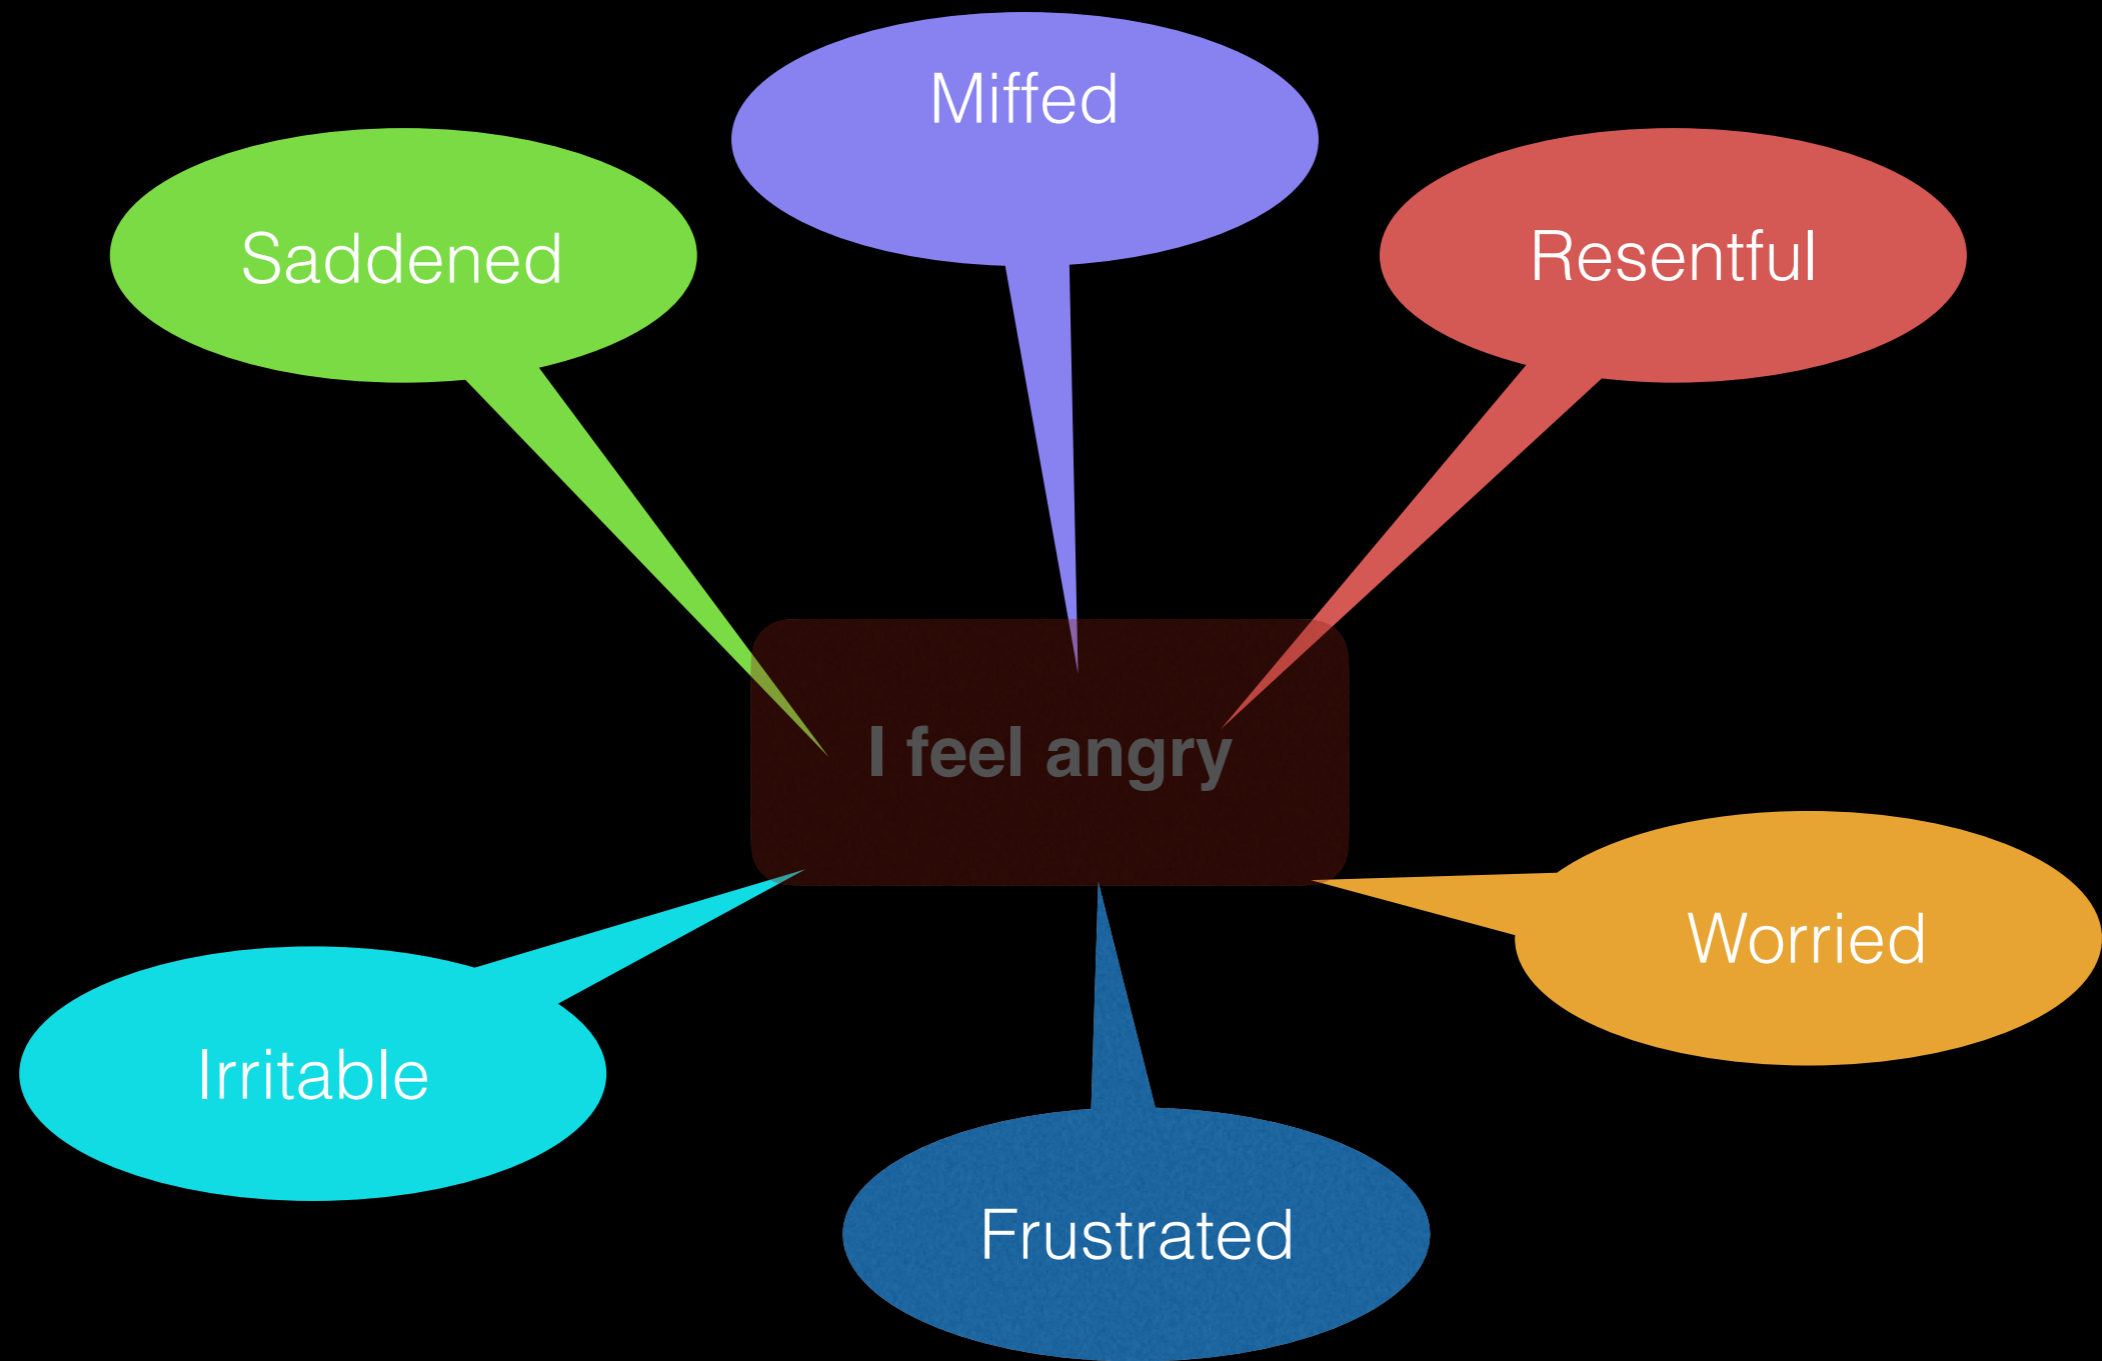 Miffed
Saddened
Resentful
I feel angry
Worried
Irritable
Frustrated